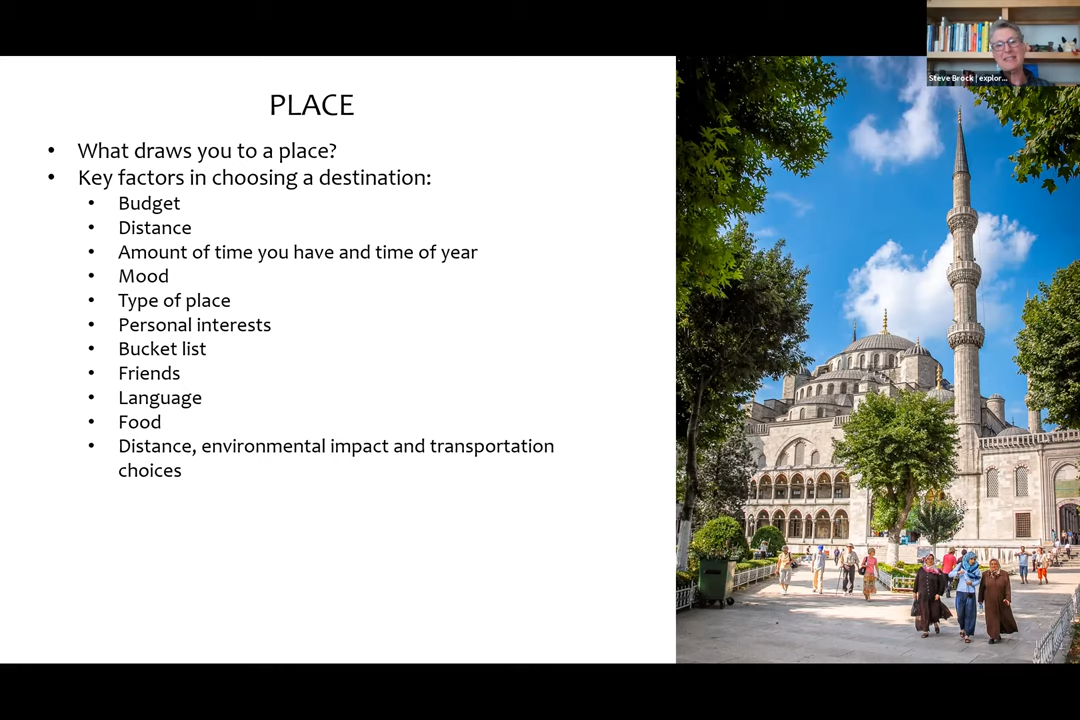 Steve Brock | explor...
PLACE
• What draws you to a place?
• Key factors in choosing a destination:
• Budget
• Distance
• Amount of time you have and time of year
• Mood
• Type of place
• Personal interests
• Bucket list
• Friends
• Language
• Food
• Distance, environmental impact and transportation
choices